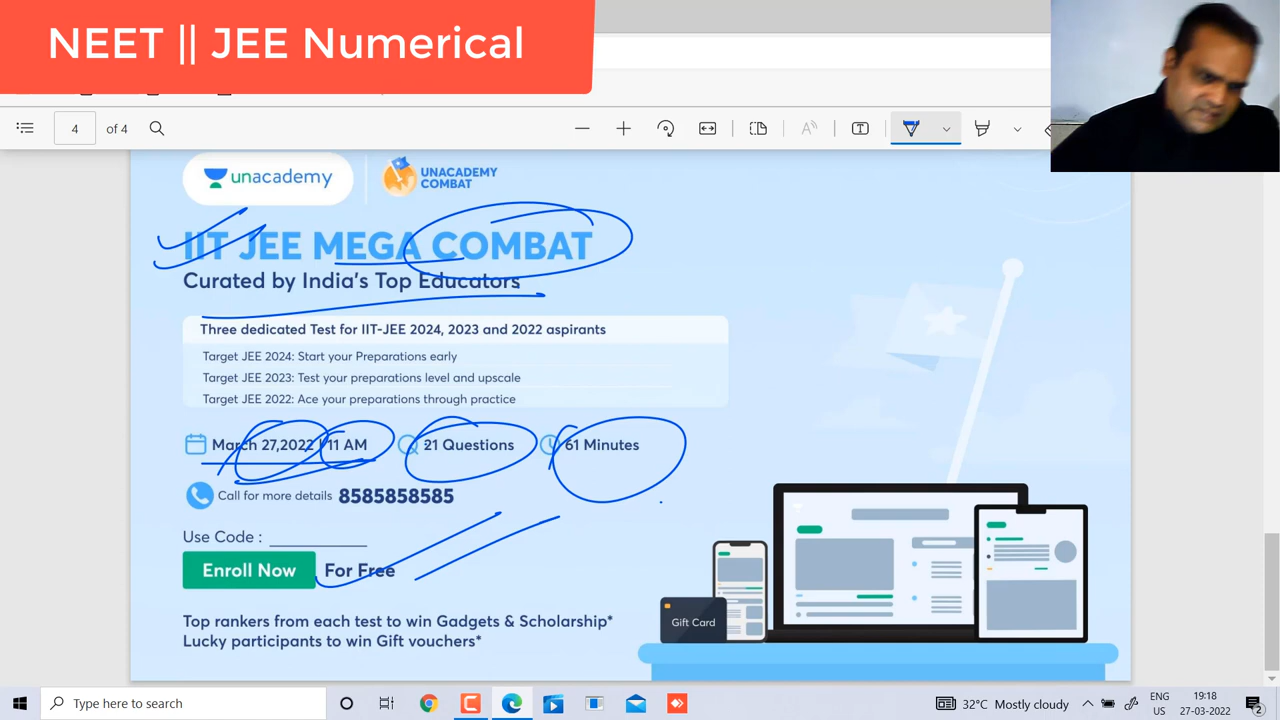 NEET || JEE Numerical
4 of 4
unacademy
UNACADEMY
COMBAT
IIT JEE MEGA COMBAT
Curated by India's Top Educators
Three dedicated Test for IIT-JEE 2024, 2023 and 2022 aspirants
Target JEE 2024: Start your Preparations early
Target JEE 2023: Test your preparations level and upscale
Target JEE 2022: Ace your preparations through practice
March 27,2022 | 11 AM 21 Questions 61 Minutes
Call for more details 8585858585
Use Code :
Enroll Now For Free
Gift Card
Top rankers from each test to win Gadgets & Scholarship*
Lucky participants to win Gift vouchers*
Type here to search
32°C Mostly cloudy
ENG
US
19:18
27-03-2022
2